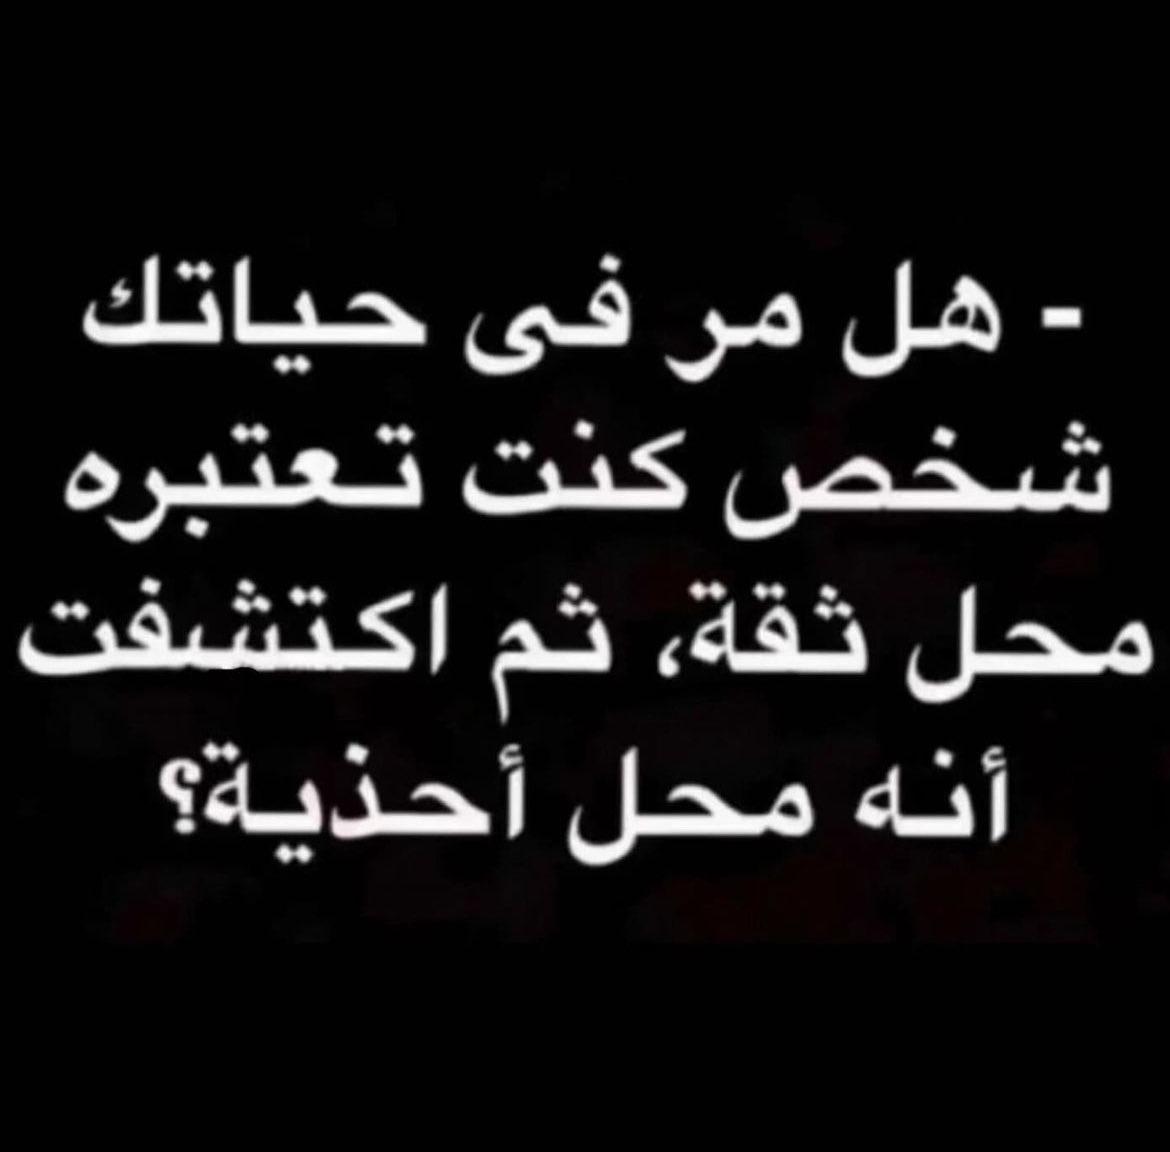 - هل مر فى حياتك
شخص كنت تعتبره
محل ثقة، ثم اكتشفت
أنه محل أحذية؟